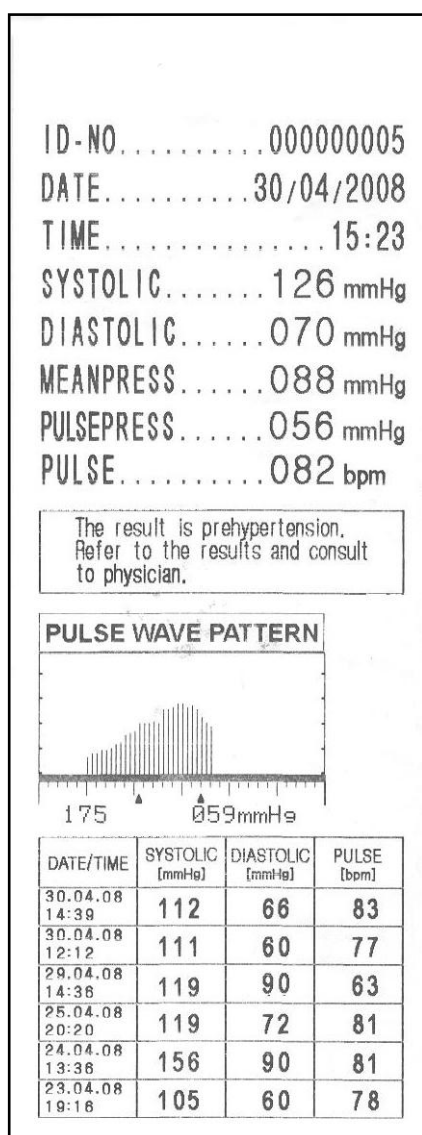 ID-NO..........000000005
DATE..........30/04/2008
TIME................15:23
SYSTOLIC.......126 mmHg
DIASTOLIC......070 mmHg
MEANPRESS......088 mmHg
PULSEPRESS......056 mmHg
PULSE..........082 bpm
The result is prehypertension.
Refer to the results and consult
to physician.
PULSE WAVE PATTERN
175 059mmHg
DATE/TIME SYSTOLIC [mmHg] DIASTOLIC [mmHg] PULSE [bpm]
30.04.08 14:39 112 66 83
30.04.08 12:12 111 60 77
29.04.08 14:36 119 90 63
25.04.08 20:20 119 72 81
24.04.08 13:36 156 90 81
23.04.08 19:16 105 60 78